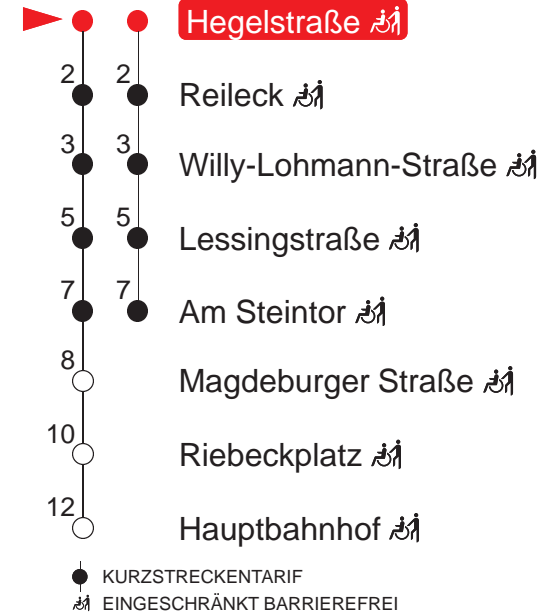 Hegelstraße
2 2 Reileck
3 3 Willy-Lohmann-Straße
5 5 Lessingstraße
7 7 Am Steintor
8 Magdeburger Straße
10 Riebeckplatz
12 Hauptbahnhof
KURZSTRECKENTARIF
EINGESCHRÄNKT BARRIEREFREI